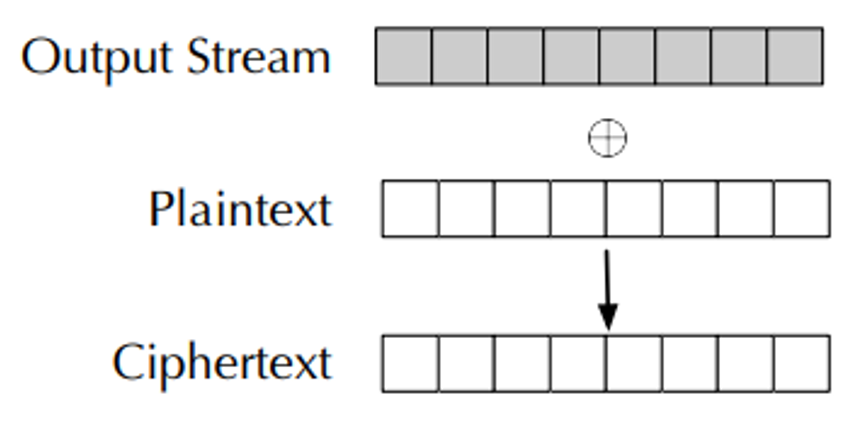 Output Stream
⊕
Plaintext
Ciphertext